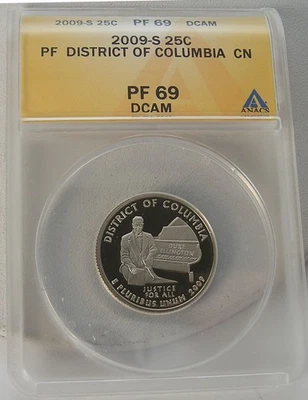 2009-S 25C PF 69 DCAM
2009-S 25C
PF DISTRICT OF COLUMBIA CN
PF 69
DCAM
ANACS
DISTRICT OF COLUMBIA
DUKE
ELLINGTON
JUSTICE
FOR ALL
E PLURIBUS UNUM 2009